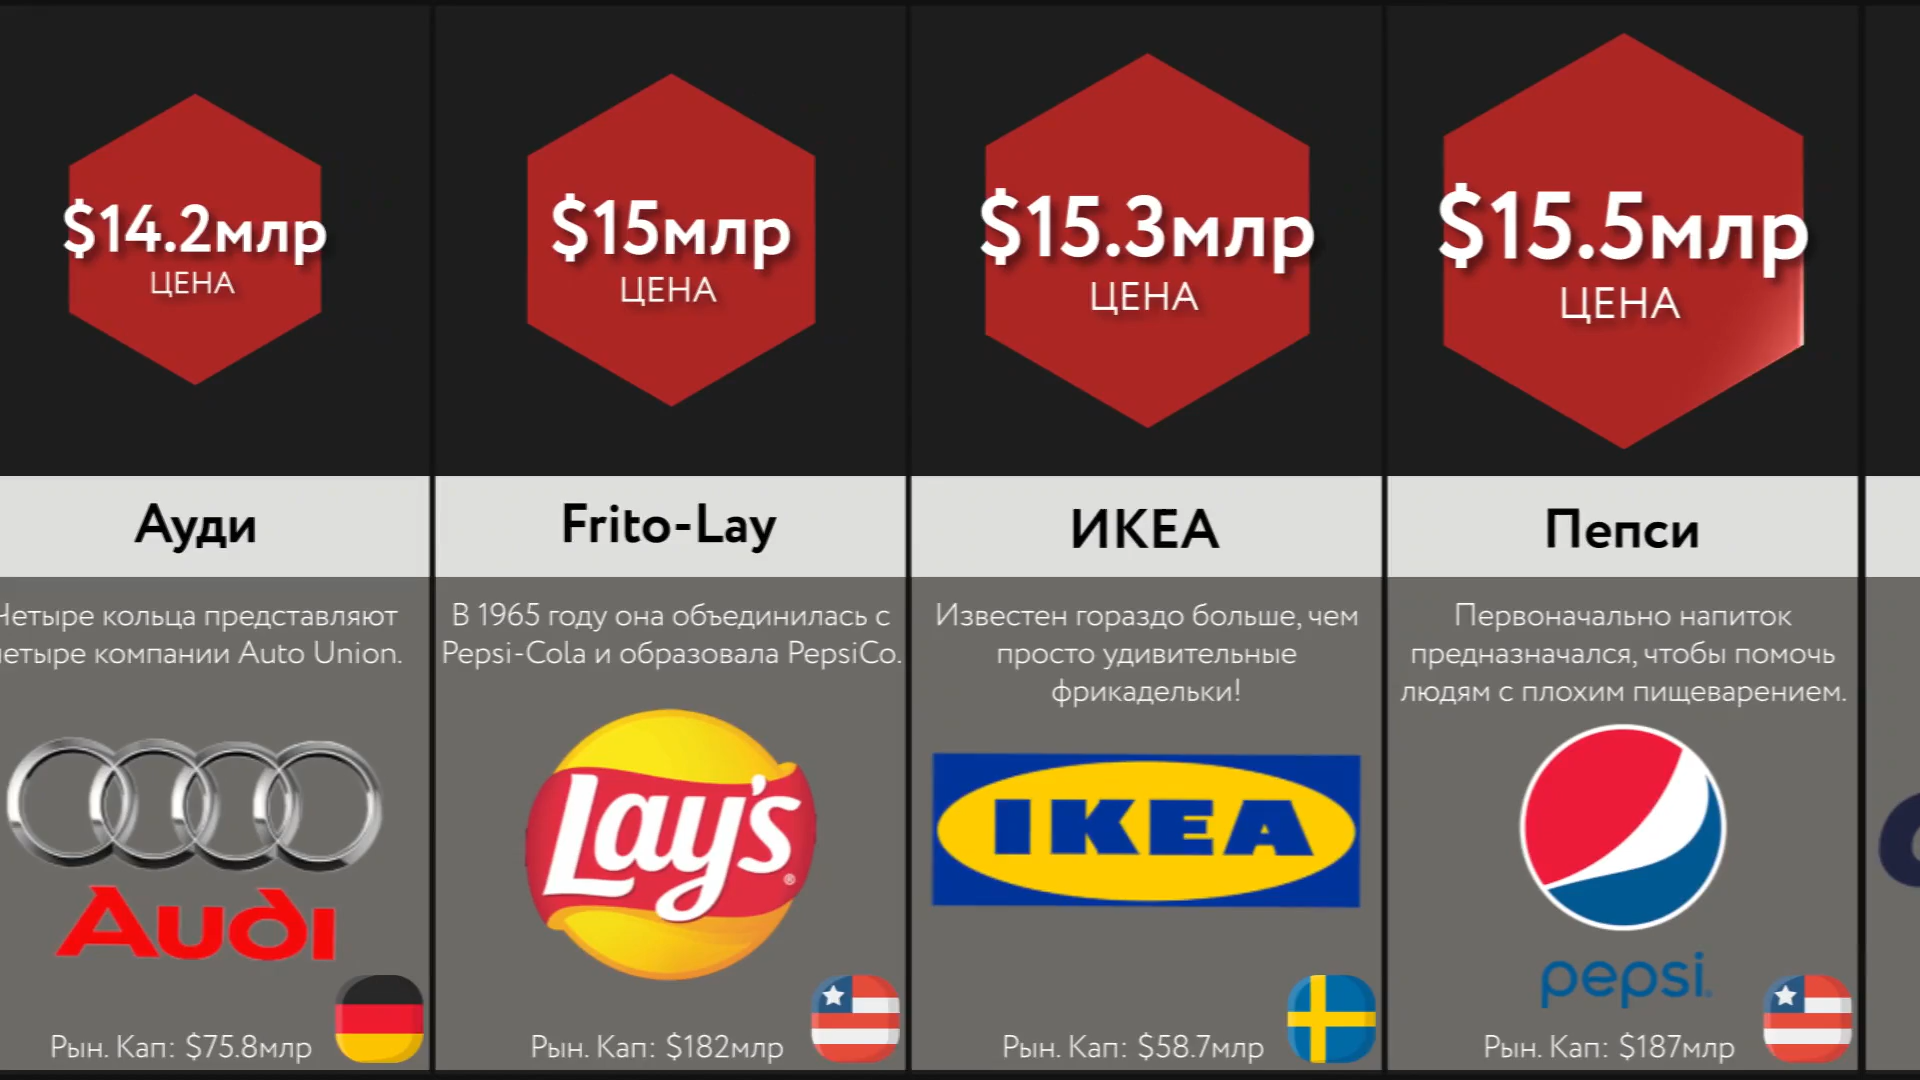 $14.2млр
ЦЕНА
Ауди
Четыре кольца представляют
четыре компании Auto Union.
Audi
Рын. Кап: $75.8млр
$15млр
ЦЕНА
Frito-Lay
В 1965 году она объединилась с
Pepsi-Cola и образовала PepsiCo.
Lay's®
Рын. Кап: $182млр
$15.3млр
ЦЕНА
ИКЕА
Известен гораздо больше, чем
просто удивительные
фрикадельки!
IKEA
Рын. Кап: $58.7млр
$15.5млр
ЦЕНА
Пепси
Первоначально напиток
предназначался, чтобы помочь
людям с плохим пищеварением.
pepsi
Рын. Кап: $187млр